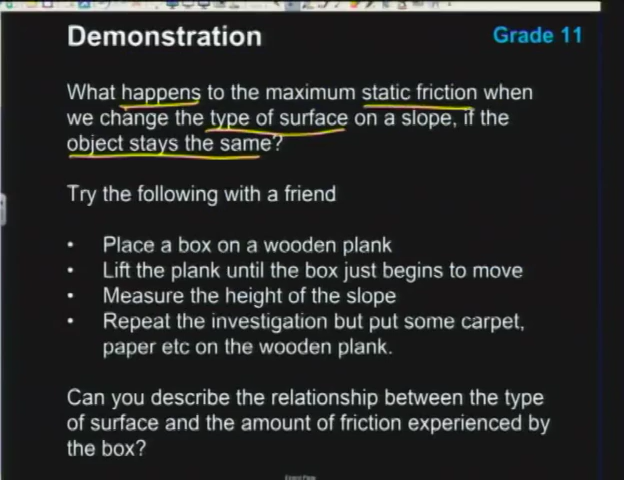 Demonstration
Grade 11
What happens to the maximum static friction when
we change the type of surface on a slope, if the
object stays the same?
Try the following with a friend
• Place a box on a wooden plank
• Lift the plank until the box just begins to move
• Measure the height of the slope
• Repeat the investigation but put some carpet,
paper etc on the wooden plank.
Can you describe the relationship between the type
of surface and the amount of friction experienced by
the box?